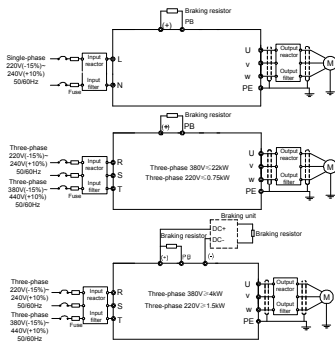 Braking resistor
(+) PB
Single-phase
220V(-15%)~
240V(+10%)
50/60Hz
Fuse
Input
reactor
Input
filter
L
N
U
V
W
PE
Output
reactor
Output
filter
M
Braking resistor
(+) PB
Three-phase
220V(-15%)~
240V(+10%)
50/60Hz
Three-phase
380V(-15%)~
440V(+10%)
50/60Hz
Fuse
Input
reactor
Input
filter
R
S
T
Three-phase 380V≤22kW
Three-phase 220V≤0.75kW
U
V
W
PE
Output
reactor
Output
filter
M
Braking unit
DC+
DC-
Braking resistor
Braking resistor
(+) PB (-)
Three-phase
220V(-15%)~
240V(+10%)
50/60Hz
Three-phase
380V(-15%)~
440V(+10%)
50/60Hz
Fuse
Input
reactor
Input
filter
R
S
T
Three-phase 380V≥4kW
Three-phase 220V≥1.5kW
U
V
W
PE
Output
reactor
Output
filter
M